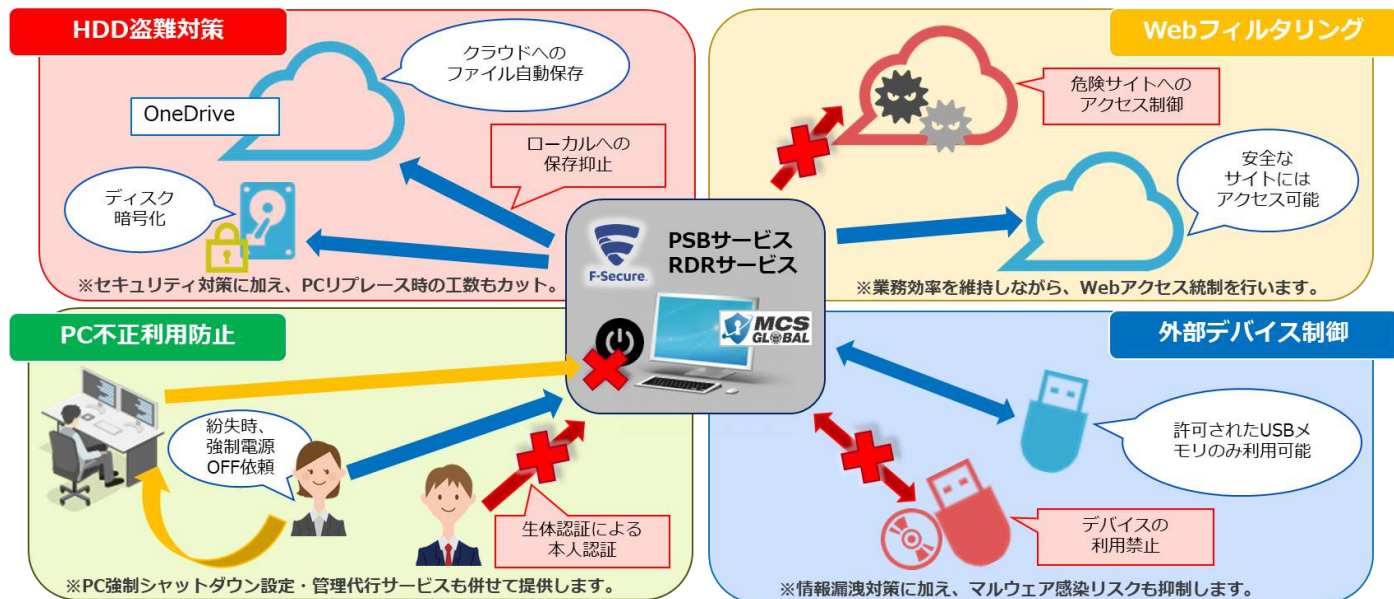 HDD盗難対策
クラウドへの
ファイル自動保存
OneDrive
ローカルへの
保存抑止
ディスク
暗号化
※セキュリティ対策に加え、PCリプレース時の工数もカット。
Webフィルタリング
危険サイトへの
アクセス制御
安全な
サイトには
アクセス可能
※業務効率を維持しながら、Webアクセス統制を行います。
F-Secure.
PSBサービス
RDRサービス
MCS
GLOBAL
PC不正利用防止
紛失時、
強制電源
OFF依頼
生体認証による
本人認証
※PC強制シャットダウン設定・管理代行サービスも併せて提供します。
外部デバイス制御
許可されたUSBメ
モリのみ利用可能
デバイスの
利用禁止
※情報漏洩対策に加え、マルウェア感染リスクも抑制します。